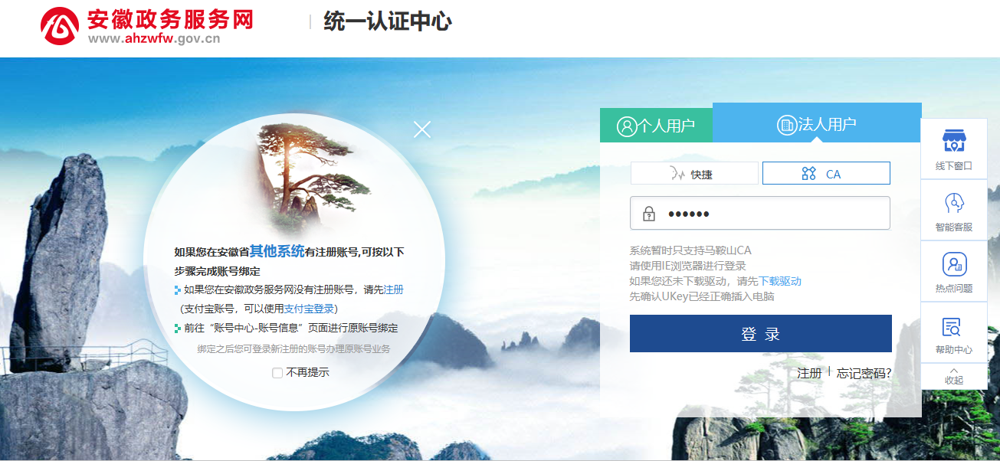 安徽政务服务网
www.ahzwfw.gov.cn
统一认证中心
如果您在安徽省其他系统有注册账号,可按以下
步骤完成账号绑定
如果您在安徽政务服务网没有注册账号，请先注册
（支付宝账号，可以使用支付宝登录）
前往“账号中心-账号信息”页面进行原账号绑定
绑定之后您可登录新注册的账号办理原账号业务
不再提示
个人用户
法人用户
快捷
CA
••••••
系统暂时只支持马鞍山CA
请使用IE浏览器进行登录
如果您还未下载驱动，请先下载驱动
先确认UKey已经正确插入电脑
登 录
注册
忘记密码?
线下窗口
智能客服
热点问题
帮助中心
收起